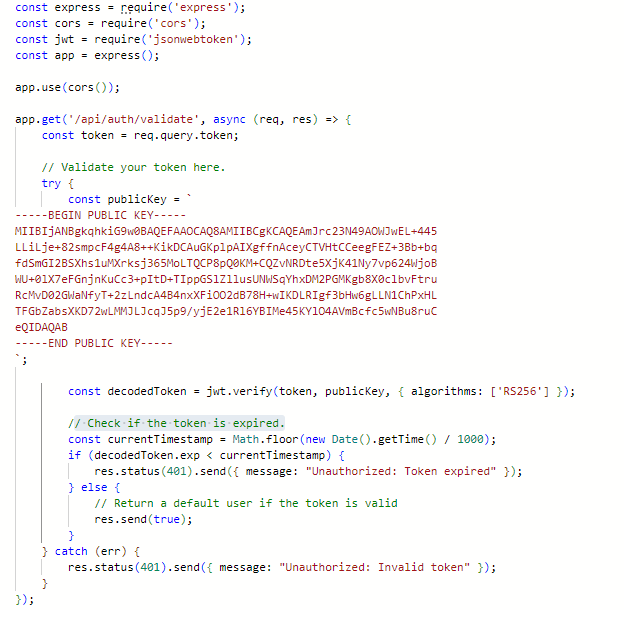 const express = require('express');
const cors = require('cors');
const jwt = require('jsonwebtoken');
const app = express();
app.use(cors());
app.get('/api/auth/validate', async (req, res) => {
const token = req.query.token;
// Validate your token here.
try {
const publicKey = `
-----BEGIN PUBLIC KEY-----
MIIBIjANBgkqhkiG9w0BAQEFAAOCAQ8AMIIBCgKCAQEAmJrc23N49AOWJwEL+445
LLiLje+82smpcF4g4A8++KikDCAuGKplpAIXgffnAceyCTVHtCCeegFEZ+3Bb+bq
fdSmGI2BSXhs1uMXrksj365MoLTQCP8pQ0KM+CQZvNRDte5XjK41Ny7vp624WjoB
WU+0lX7eFGnjnKuCc3+pItD+TIppGSlZllusUNWSqYhxDM2PGMKgb8X0clbvFtru
RcMvD02GWaNfyT+2zLndcA4B4nxXFiOO2dB78H+wIKDLRIgf3bHw6gLLN1ChPxHL
TFGbZabsXKD72wLMMJLJcqJ5p9/yjE2e1Rl6YBIMe45KYlO4AVmBcfc5wNBu8ruC
eQIDAQAB
-----END PUBLIC KEY-----
`;
const decodedToken = jwt.verify(token, publicKey, { algorithms: ['RS256'] });
// Check if the token is expired.
const currentTimestamp = Math.floor(new Date().getTime() / 1000);
if (decodedToken.exp < currentTimestamp) {
res.status(401).send({ message: "Unauthorized: Token expired" });
} else {
// Return a default user if the token is valid
res.send(true);
}
} catch (err) {
res.status(401).send({ message: "Unauthorized: Invalid token" });
}
});